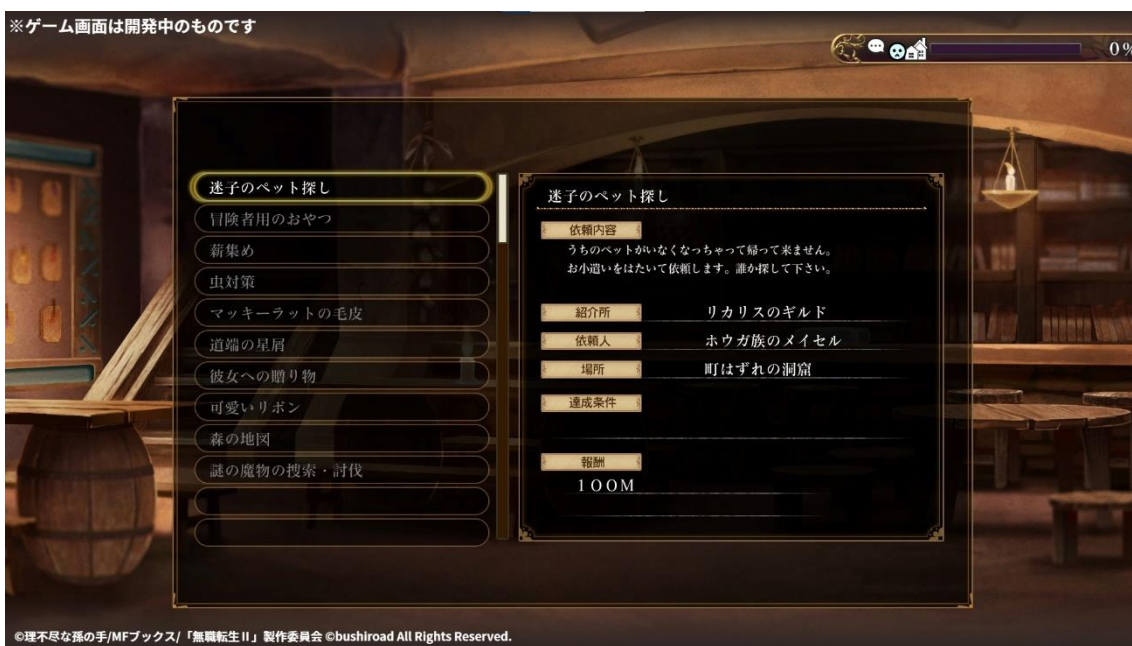 ※ゲーム画面は開発中のものです
0%
迷子のペット探し
冒険者用のおやつ
薪集め
虫対策
マッキーラットの毛皮
道端の星屑
彼女への贈り物
可愛いリボン
森の地図
謎の魔物の捜索・討伐
迷子のペット探し
依頼内容
うちのペットがいなくなっちゃって帰って来ません。
お小遣いをはたいて依頼します。誰か探して下さい。
紹介所 リカリスのギルド
依頼人 ホウガ族のメイセル
場所 町はずれの洞窟
達成条件
報酬
100M
©理不尽な孫の手/MFブックス/「無職転生Ⅱ」製作委員会 ©bushiroad All Rights Reserved.